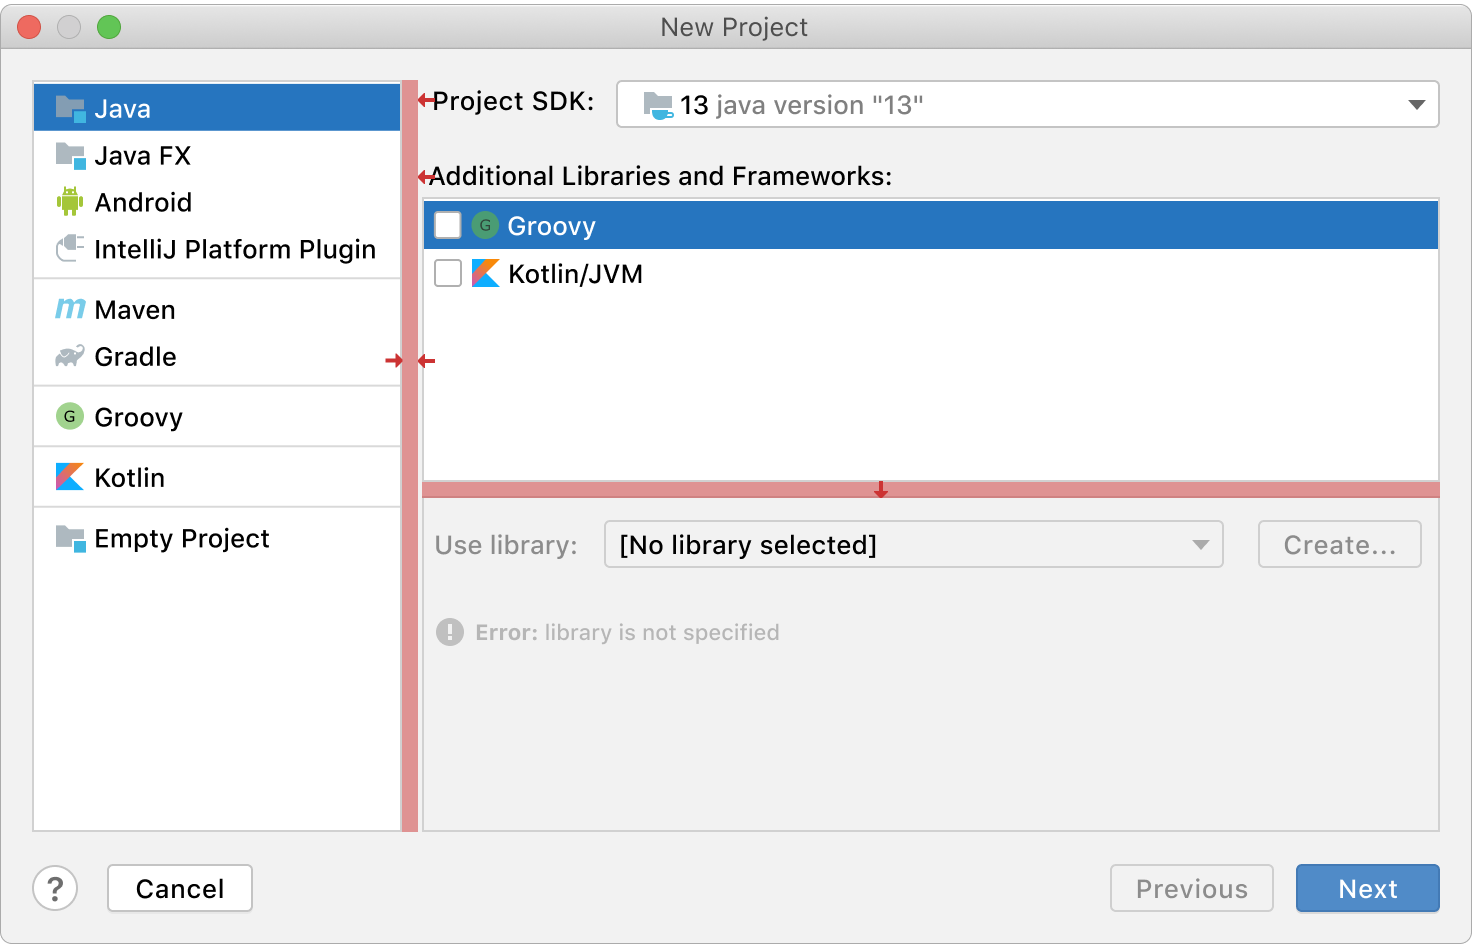 New Project
Java
Java FX
Android
IntelliJ Platform Plugin
m Maven
Gradle
G Groovy
Kotlin
Empty Project
Project SDK: 13 java version "13"
Additional Libraries and Frameworks:
G Groovy
Kotlin/JVM
Use library: [No library selected] Create...
! Error: library is not specified
? Cancel Previous Next